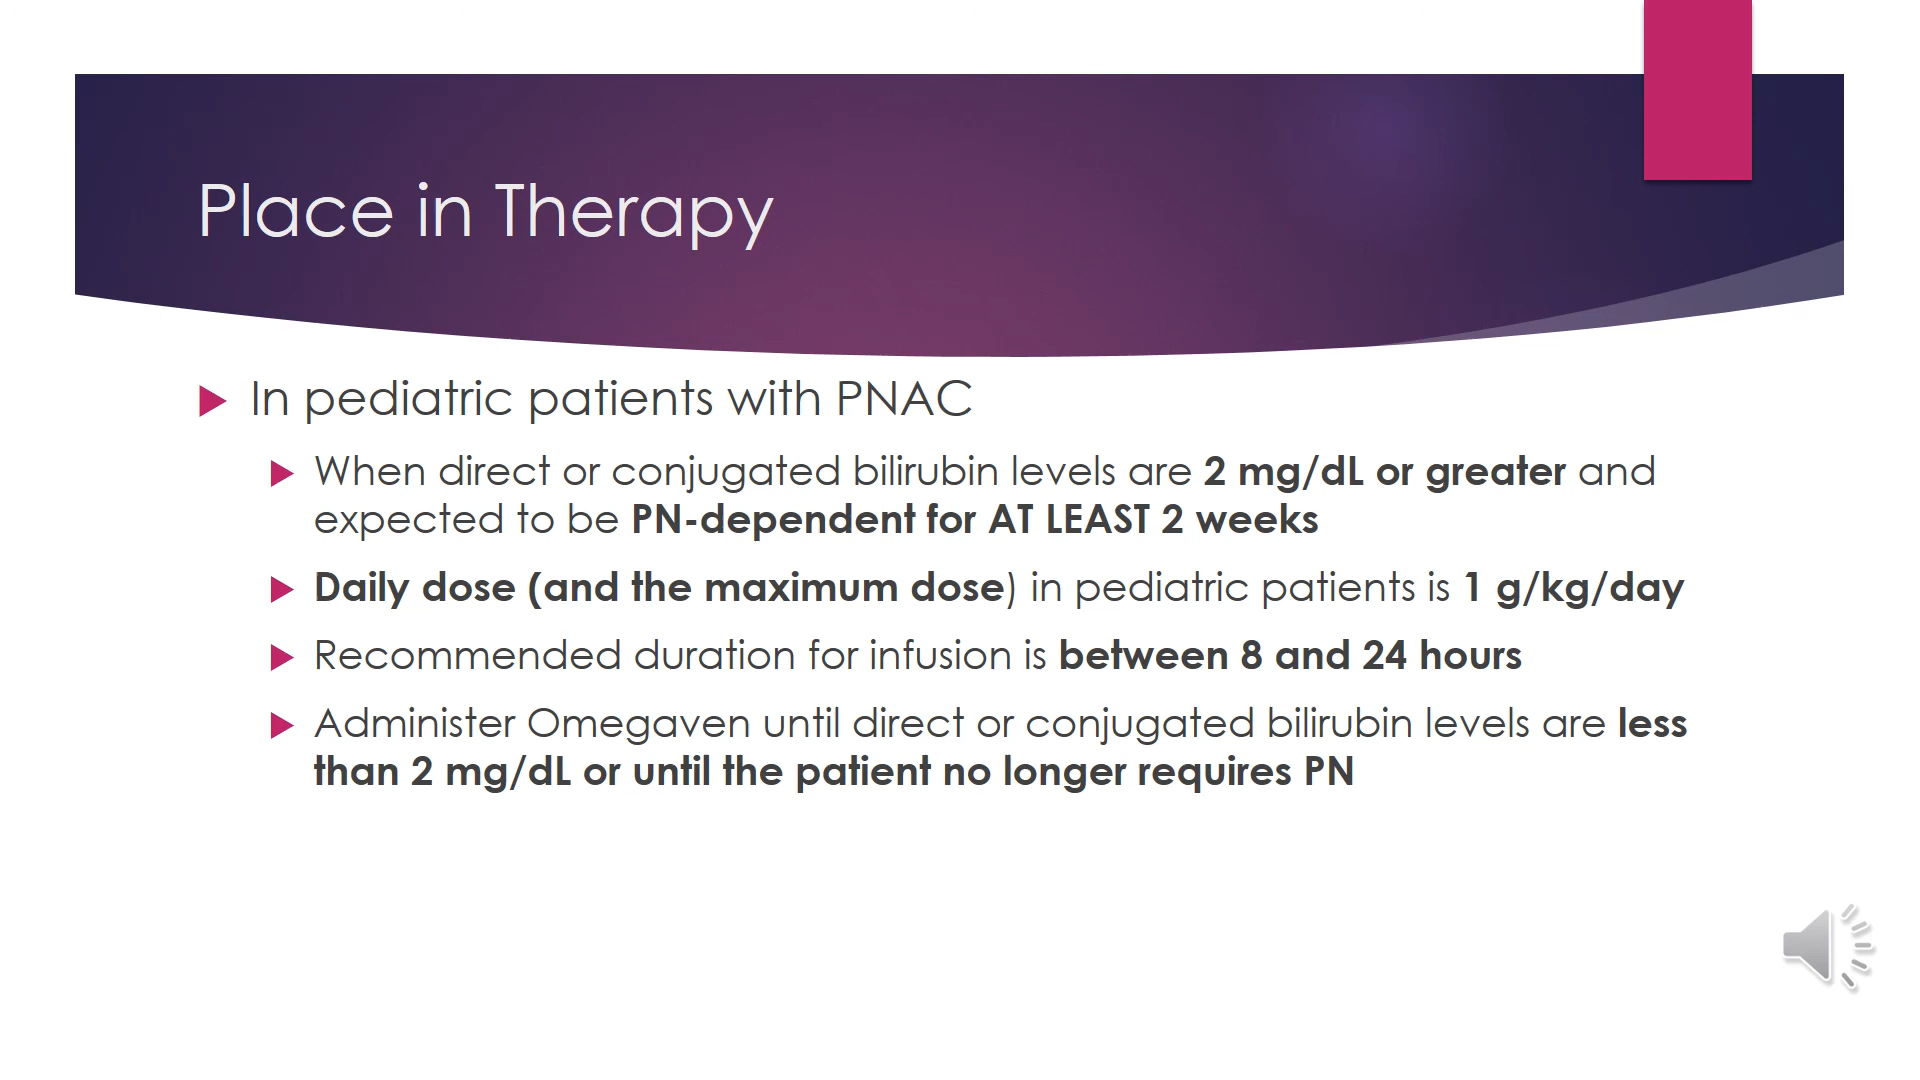 Place in Therapy
In pediatric patients with PNAC
When direct or conjugated bilirubin levels are 2 mg/dL or greater and
expected to be PN-dependent for AT LEAST 2 weeks
Daily dose (and the maximum dose) in pediatric patients is 1 g/kg/day
Recommended duration for infusion is between 8 and 24 hours
Administer Omegaven until direct or conjugated bilirubin levels are less
than 2 mg/dL or until the patient no longer requires PN